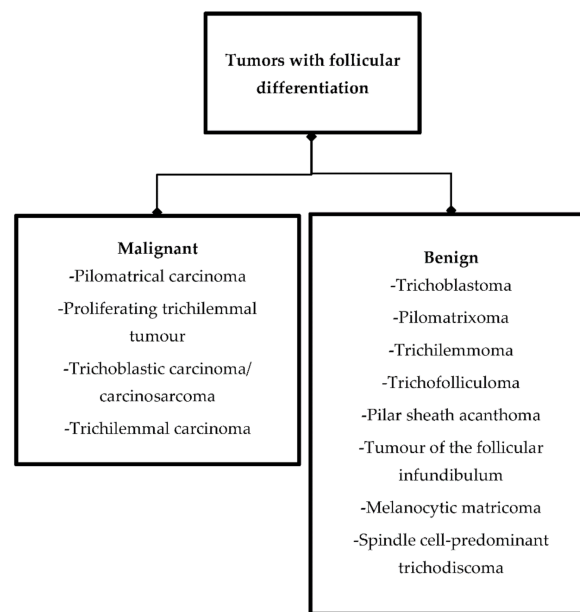 Tumors with follicular
differentiation
Malignant
-Pilomatrical carcinoma
-Proliferating trichilemmal
tumour
-Trichoblastic carcinoma/
carcinosarcoma
-Trichilemmal carcinoma
Benign
-Trichoblastoma
-Pilomatrixoma
-Trichilemmoma
-Trichofolliculoma
-Pilar sheath acanthoma
-Tumour of the follicular
infundibulum
-Melanocytic matricoma
-Spindle cell-predominant
trichodiscoma